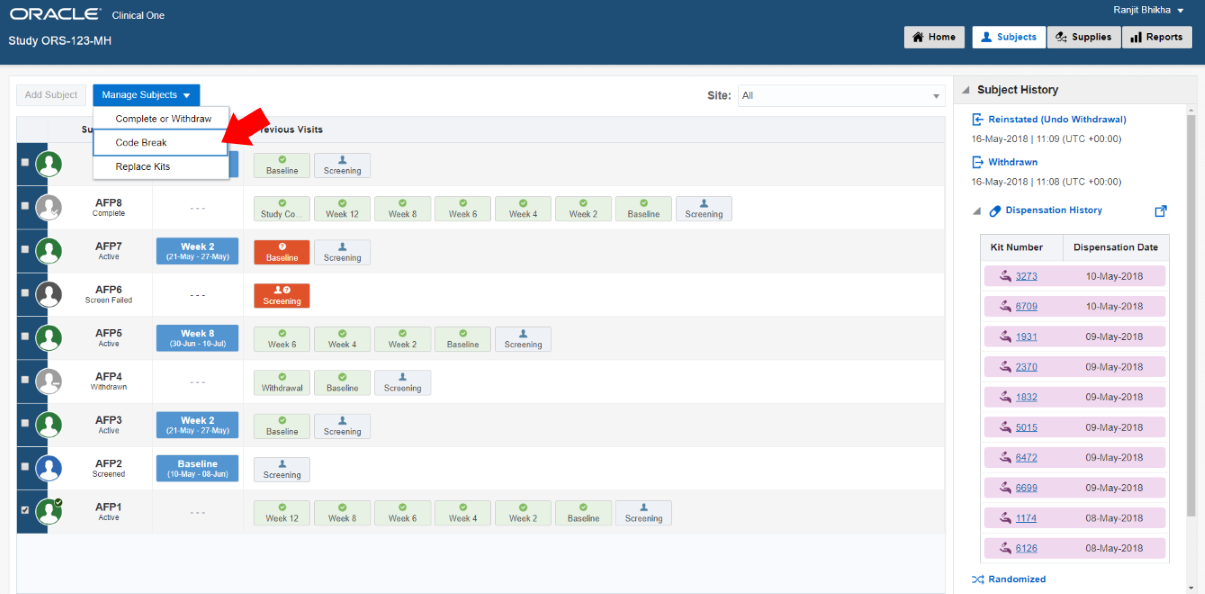 ORACLE® Clinical One
Ranjit Bhikha
Study ORS-123-MH
Home
Subjects
Supplies
Reports
Add Subject
Manage Subjects
Site: All
Complete or Withdraw
Code Break
Replace Kits
Su
revious Visits
Baseline
Screening
AFP8
Complete
- - -
Study Co...
Week 12
Week 8
Week 6
Week 4
Week 2
Baseline
Screening
AFP7
Active
Week 2
(21-May - 27-May)
Baseline
Screening
AFP6
Screen Failed
- - -
Screening
AFP5
Active
Week 8
(30-Jun - 10-Jul)
Week 6
Week 4
Week 2
Baseline
Screening
AFP4
Withdrawn
- - -
Withdrawal
Baseline
Screening
AFP3
Active
Week 2
(21-May - 27-May)
Baseline
Screening
AFP2
Screened
Baseline
(10-May - 08-Jun)
Screening
AFP1
Active
- - -
Week 12
Week 8
Week 6
Week 4
Week 2
Baseline
Screening
Subject History
Reinstated (Undo Withdrawal)
16-May-2018 | 11:09 (UTC +00:00)
Withdrawn
16-May-2018 | 11:08 (UTC +00:00)
Dispensation History
Kit Number Dispensation Date
3273 10-May-2018
6709 10-May-2018
1931 09-May-2018
2370 09-May-2018
1832 09-May-2018
5015 09-May-2018
6472 09-May-2018
6699 09-May-2018
1174 08-May-2018
6126 08-May-2018
Randomized